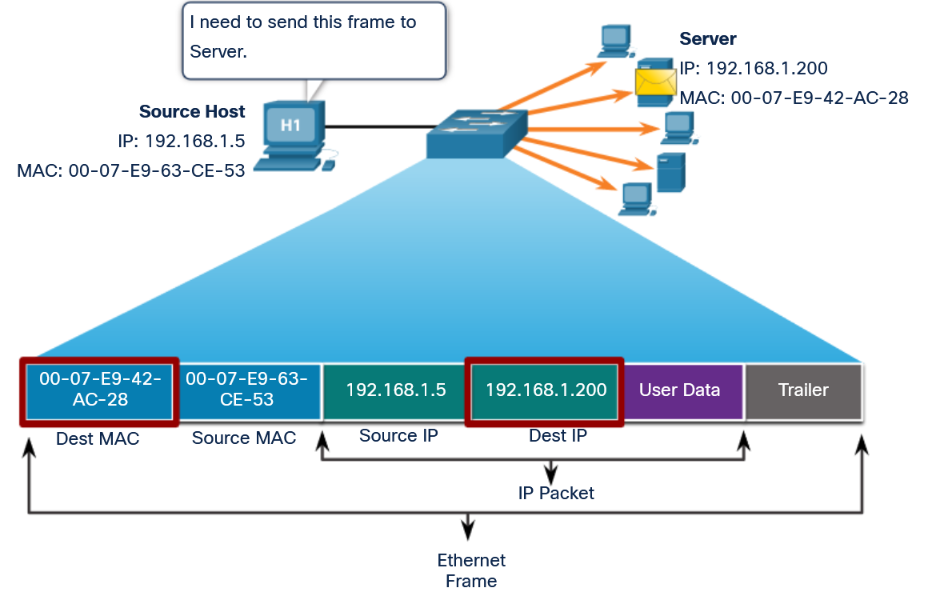 I need to send this frame to
Server.
Server
IP: 192.168.1.200
MAC: 00-07-E9-42-AC-28
Source Host
IP: 192.168.1.5
MAC: 00-07-E9-63-CE-53
H1
00-07-E9-42-
AC-28
00-07-E9-63-
CE-53
192.168.1.5
192.168.1.200
User Data
Trailer
Dest MAC
Source MAC
Source IP
Dest IP
IP Packet
Ethernet
Frame